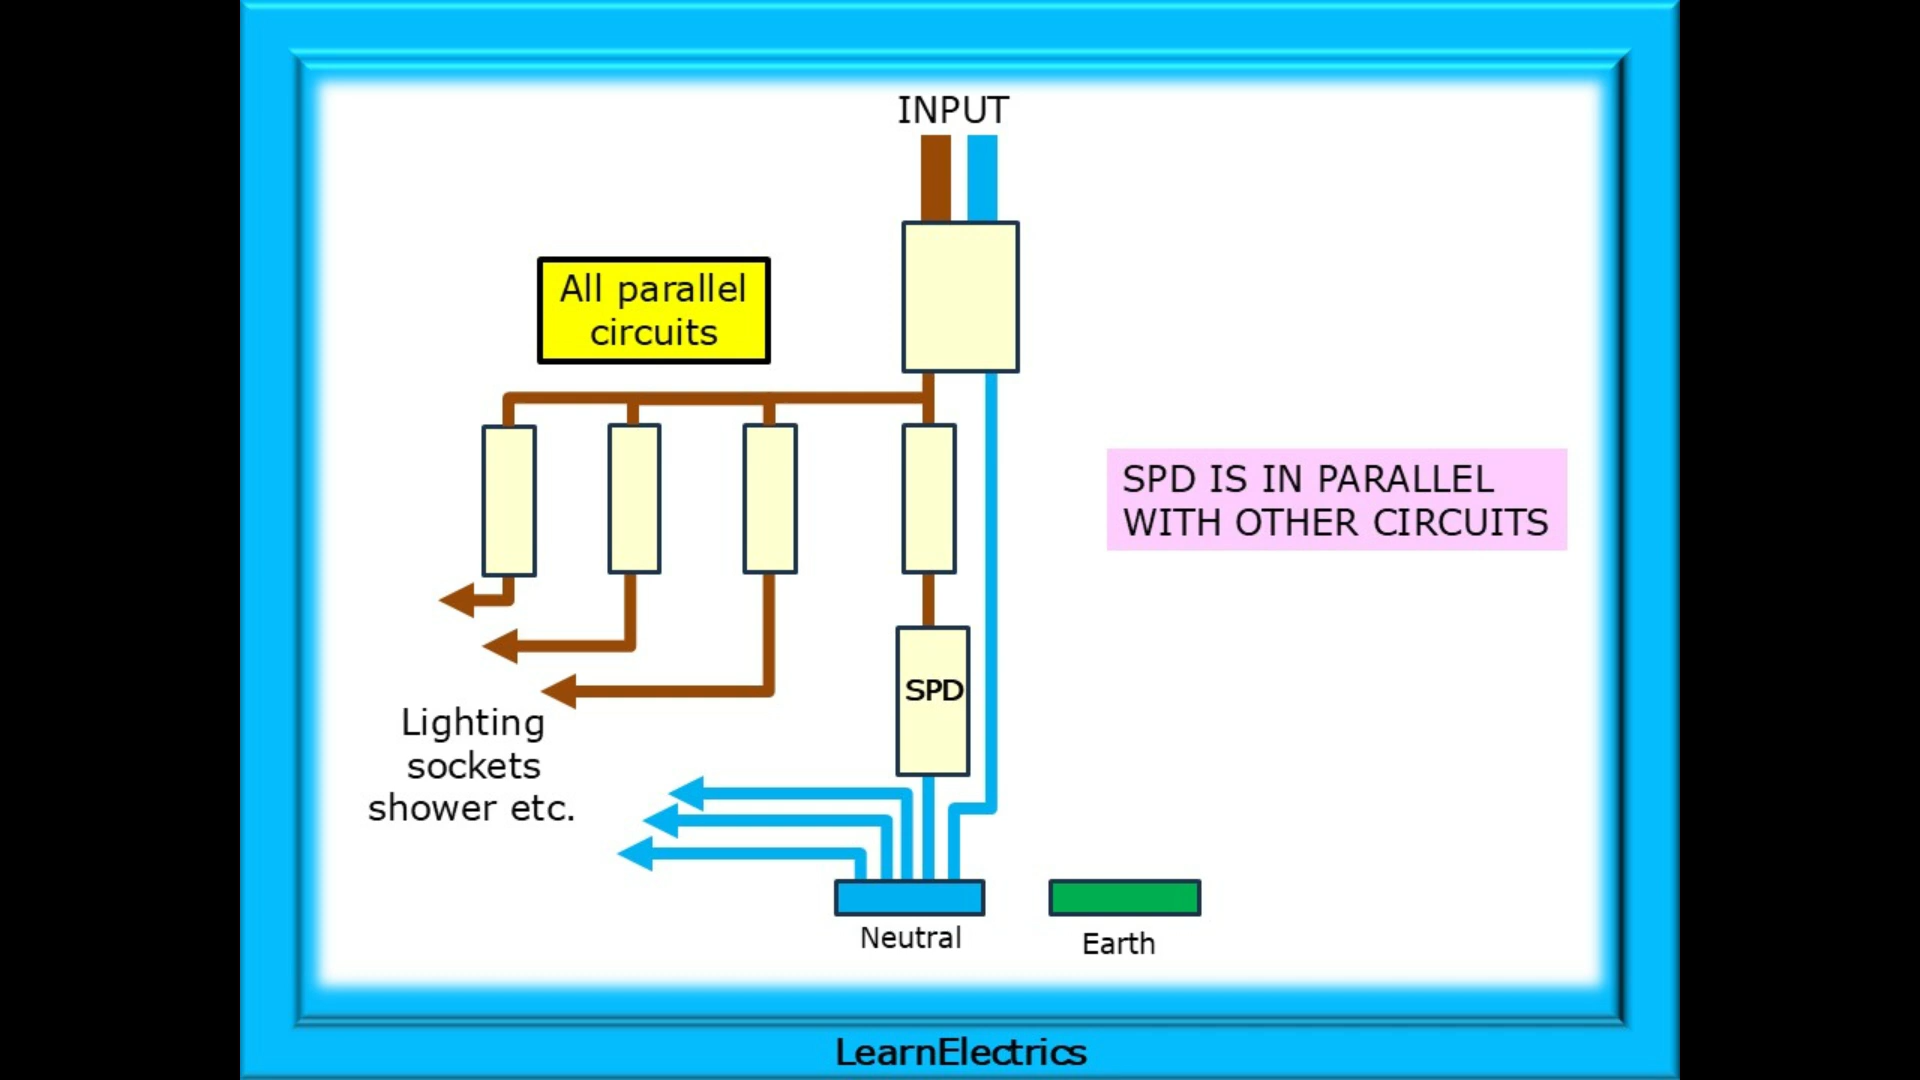 INPUT
All parallel
circuits
SPD IS IN PARALLEL
WITH OTHER CIRCUITS
SPD
Lighting
sockets
shower etc.
Neutral
Earth
LearnElectrics